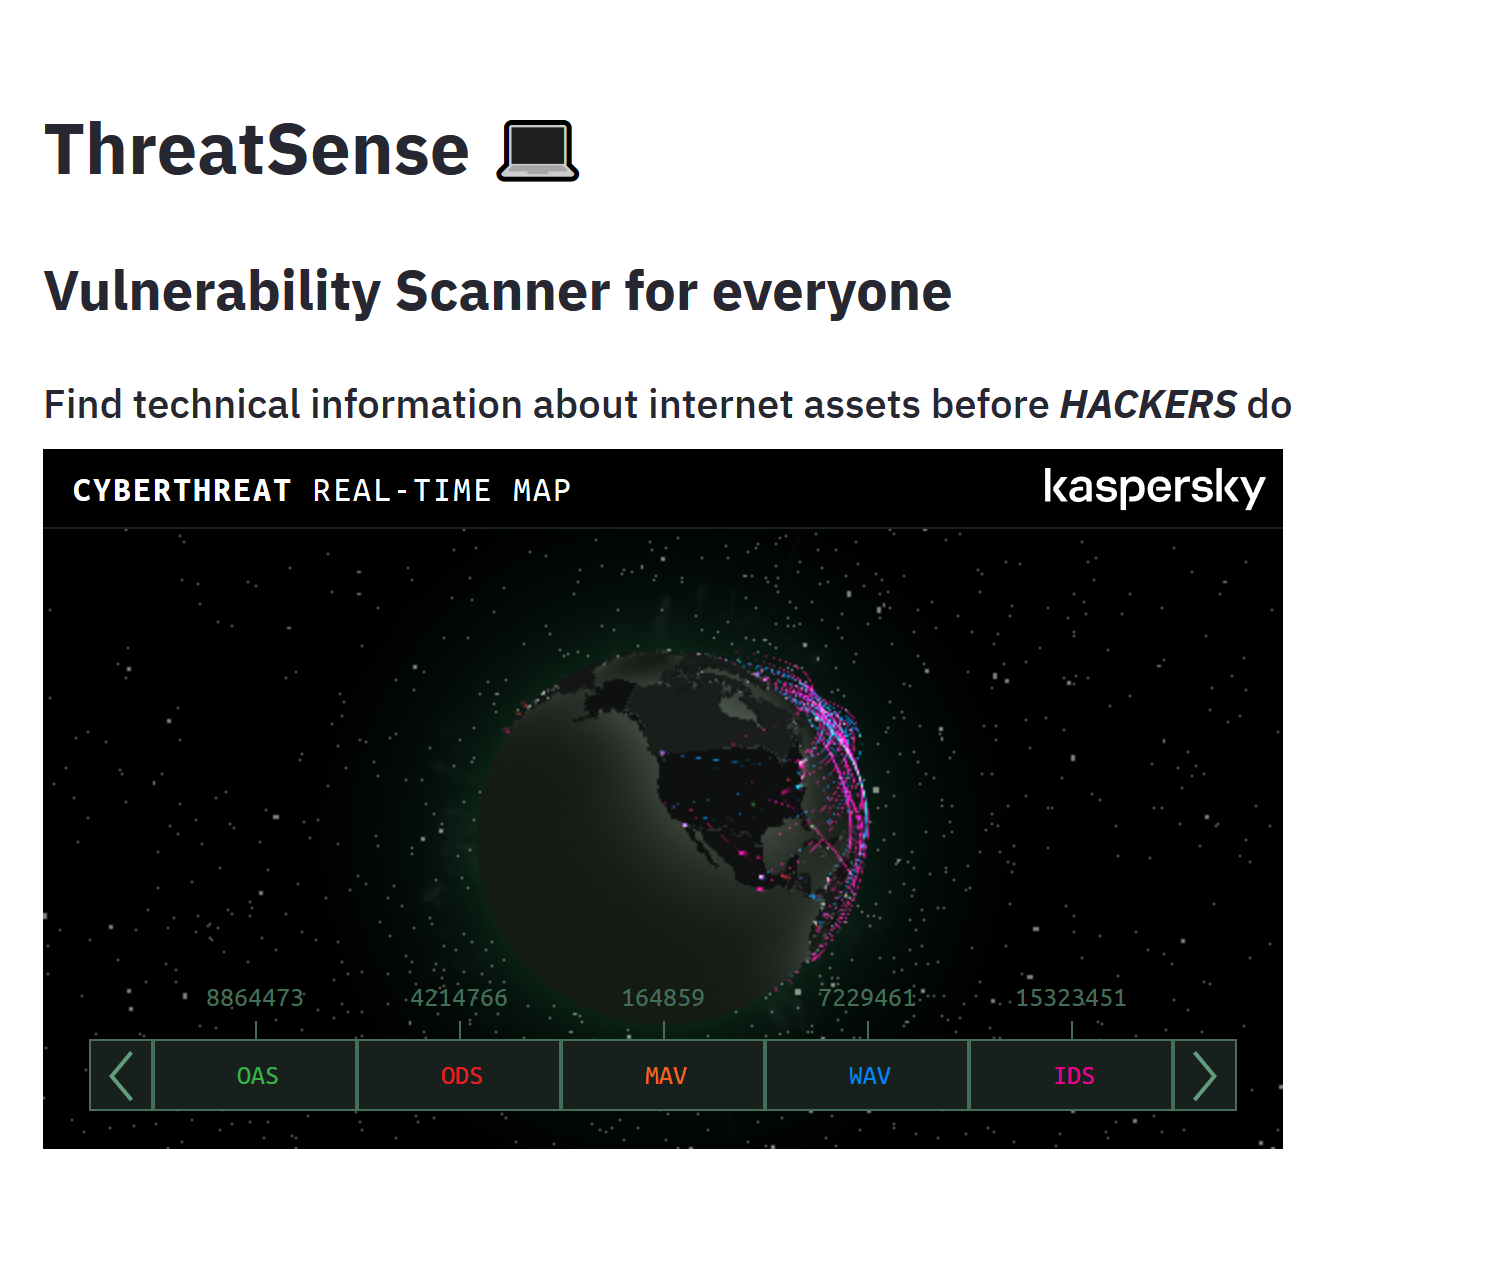 ThreatSense
Vulnerability Scanner for everyone
Find technical information about internet assets before HACKERS do
CYBERTHREAT REAL-TIME MAP
kaspersky
8864473 4214766 164859 7229461 15323451
OAS ODS MAV WAV IDS